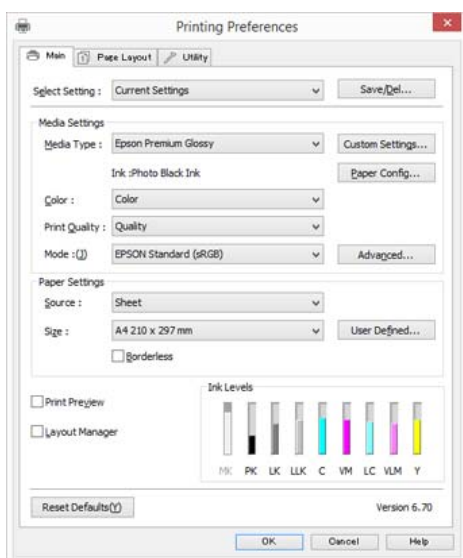 Printing Preferences
Main Page Layout Utility
Select Setting : Current Settings Save/Del...
Media Settings
Media Type : Epson Premium Glossy Custom Settings...
Ink :Photo Black Ink Paper Config...
Color : Color
Print Quality : Quality
Mode :(J) EPSON Standard (sRGB) Advanced...
Paper Settings
Source : Sheet
Size : A4 210 x 297 mm User Defined...
Borderless
Print Preview
Layout Manager
Ink Levels
MK PK LK LLK C VM LC VLM Y
Reset Defaults(Y) Version 6.70
OK Cancel Help